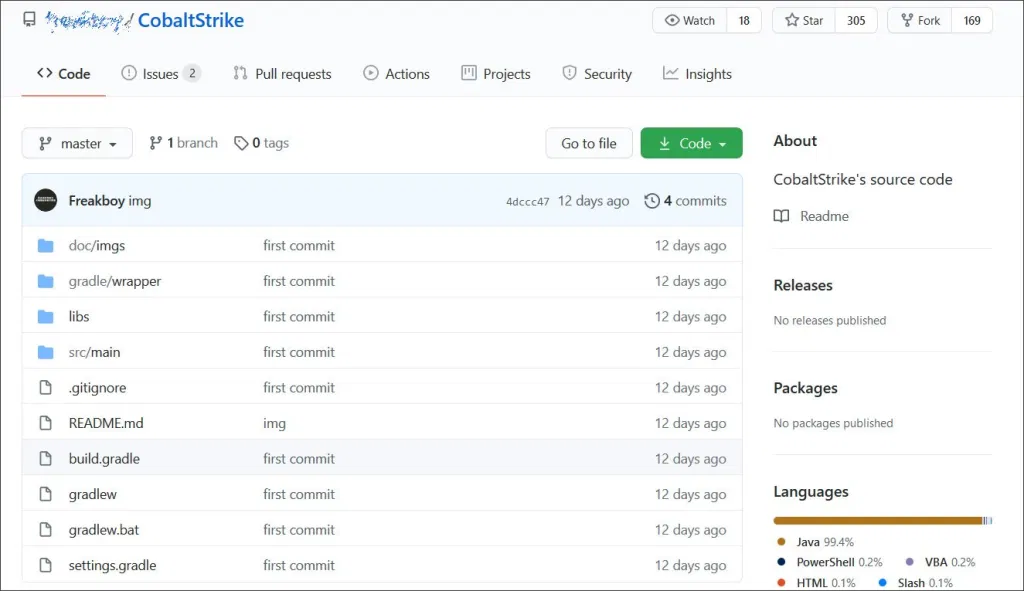 / CobaltStrike
Watch 18 Star 305 Fork 169
Code Issues 2 Pull requests Actions Projects Security Insights
master 1 branch 0 tags Go to file Code
Freakboy img 4dccc47 12 days ago 4 commits
doc/imgs first commit 12 days ago
gradle/wrapper first commit 12 days ago
libs first commit 12 days ago
src/main first commit 12 days ago
.gitignore first commit 12 days ago
README.md img 12 days ago
build.gradle first commit 12 days ago
gradlew first commit 12 days ago
gradlew.bat first commit 12 days ago
settings.gradle first commit 12 days ago
About
CobaltStrike's source code
Readme
Releases
No releases published
Packages
No packages published
Languages
Java 99.4%
PowerShell 0.2% VBA 0.2%
HTML 0.1% Slash 0.1%